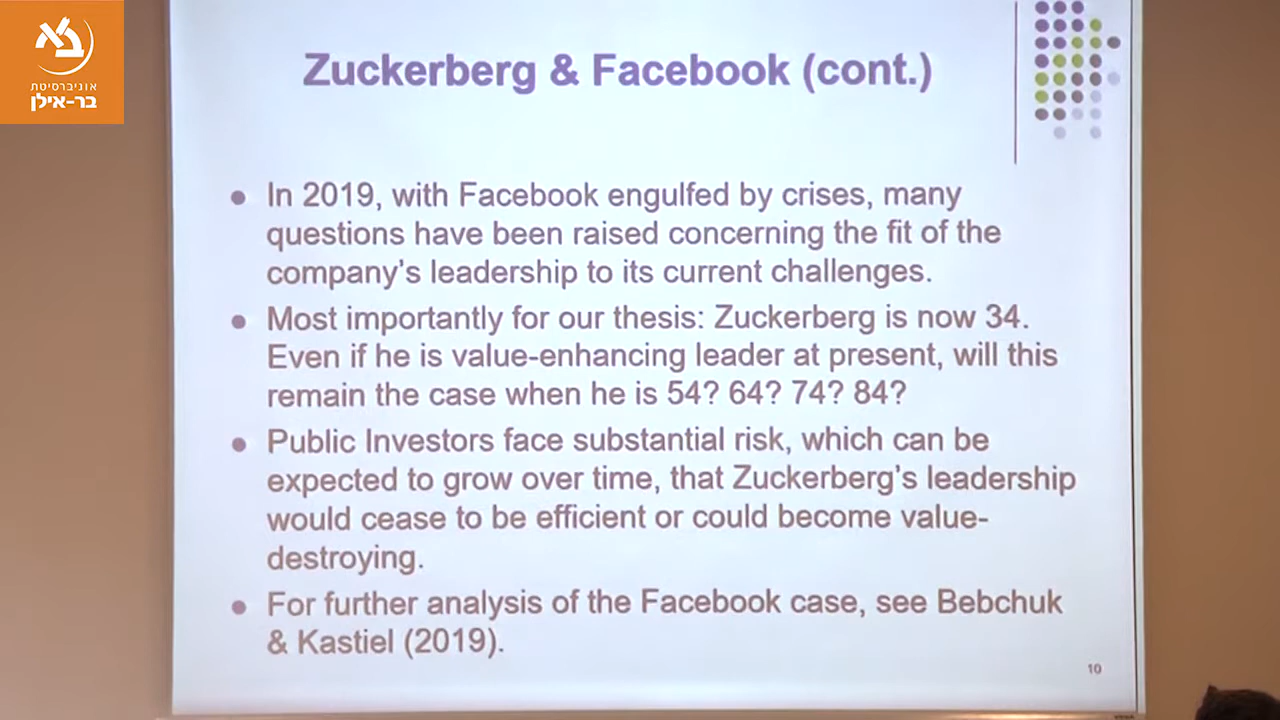 אוניברסיטת
בר-אילן
Zuckerberg & Facebook (cont.)
● In 2019, with Facebook engulfed by crises, many
questions have been raised concerning the fit of the
company's leadership to its current challenges.
● Most importantly for our thesis: Zuckerberg is now 34.
Even if he is value-enhancing leader at present, will this
remain the case when he is 54? 64? 74? 84?
● Public Investors face substantial risk, which can be
expected to grow over time, that Zuckerberg's leadership
would cease to be efficient or could become value-
destroying.
● For further analysis of the Facebook case, see Bebchuk
& Kastiel (2019).
10